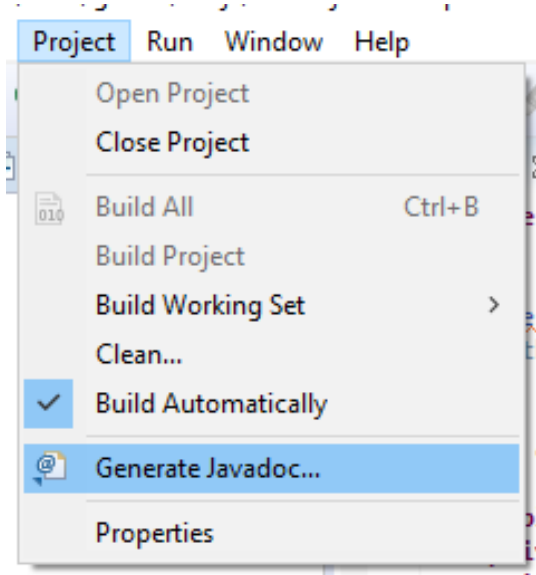 Project Run Window Help
Open Project
Close Project
010 Build All Ctrl+B
Build Project
Build Working Set >
Clean...
Build Automatically
@ Generate Javadoc...
Properties